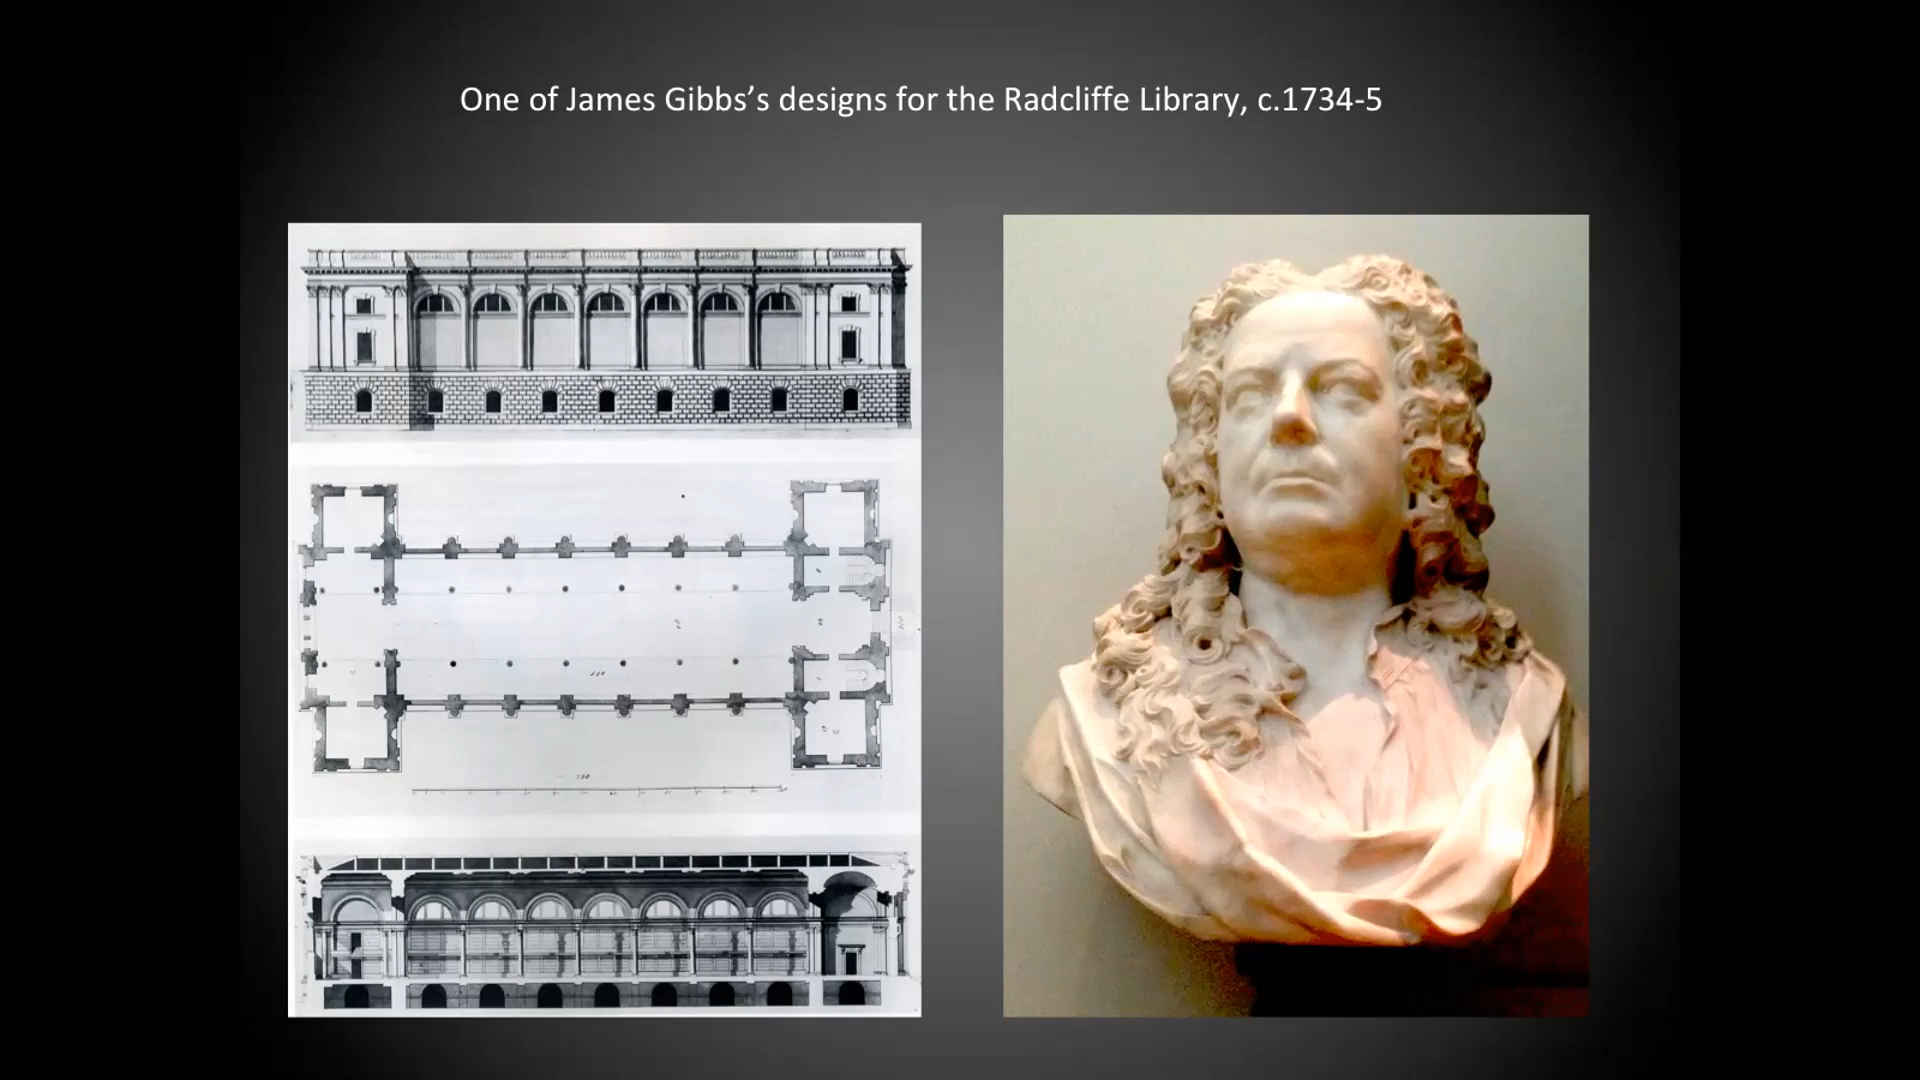 One of James Gibbs’s designs for the Radcliffe Library, c.1734-5